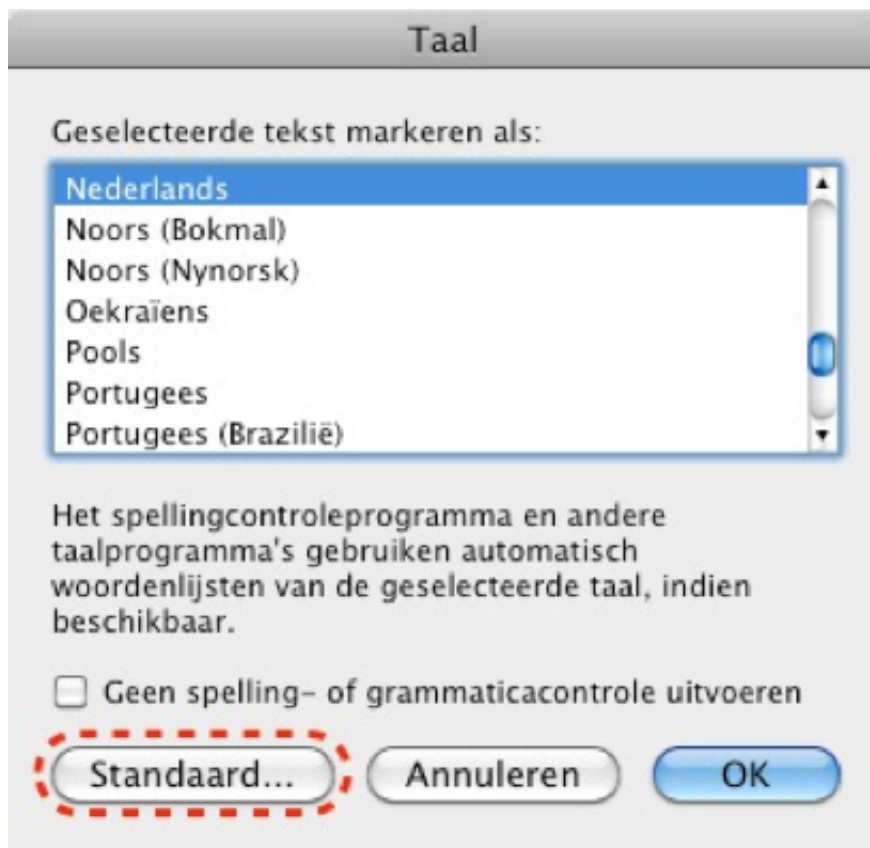 Taal
Geselecteerde tekst markeren als:
Nederlands
Noors (Bokmal)
Noors (Nynorsk)
Oekraïens
Pools
Portugees
Portugees (Brazilië)
Het spellingcontroleprogramma en andere
taalprogramma's gebruiken automatisch
woordenlijsten van de geselecteerde taal, indien
beschikbaar.
Geen spelling- of grammaticacontrole uitvoeren
Standaard... Annuleren OK